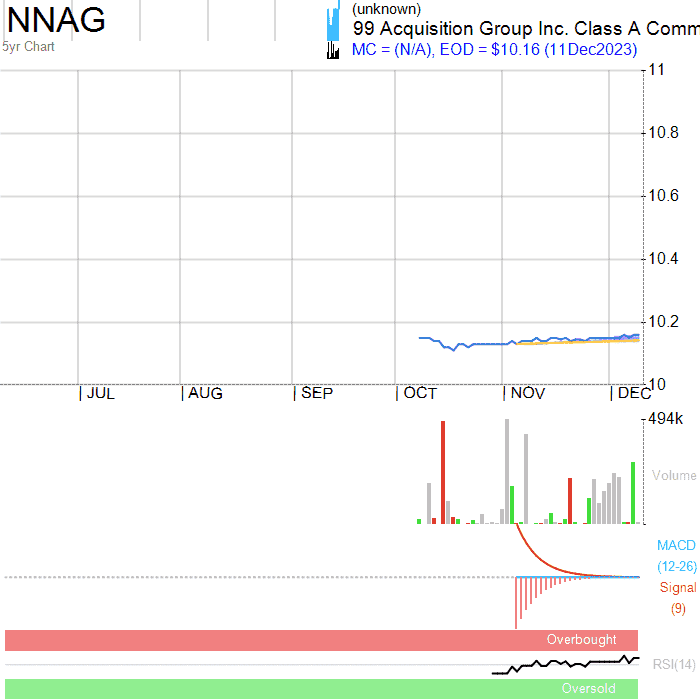 NNAG
(unknown)
99 Acquisition Group Inc. Class A Comm
5yr Chart
MC = (N/A), EOD = $10.16 (11Dec2023)
11
10.8
10.6
10.4
10.2
10
JUL
AUG
SEP
OCT
NOV
DEC
494k
Volume
MACD
(12-26)
Signal
(9)
Overbought
RSI(14)
Oversold